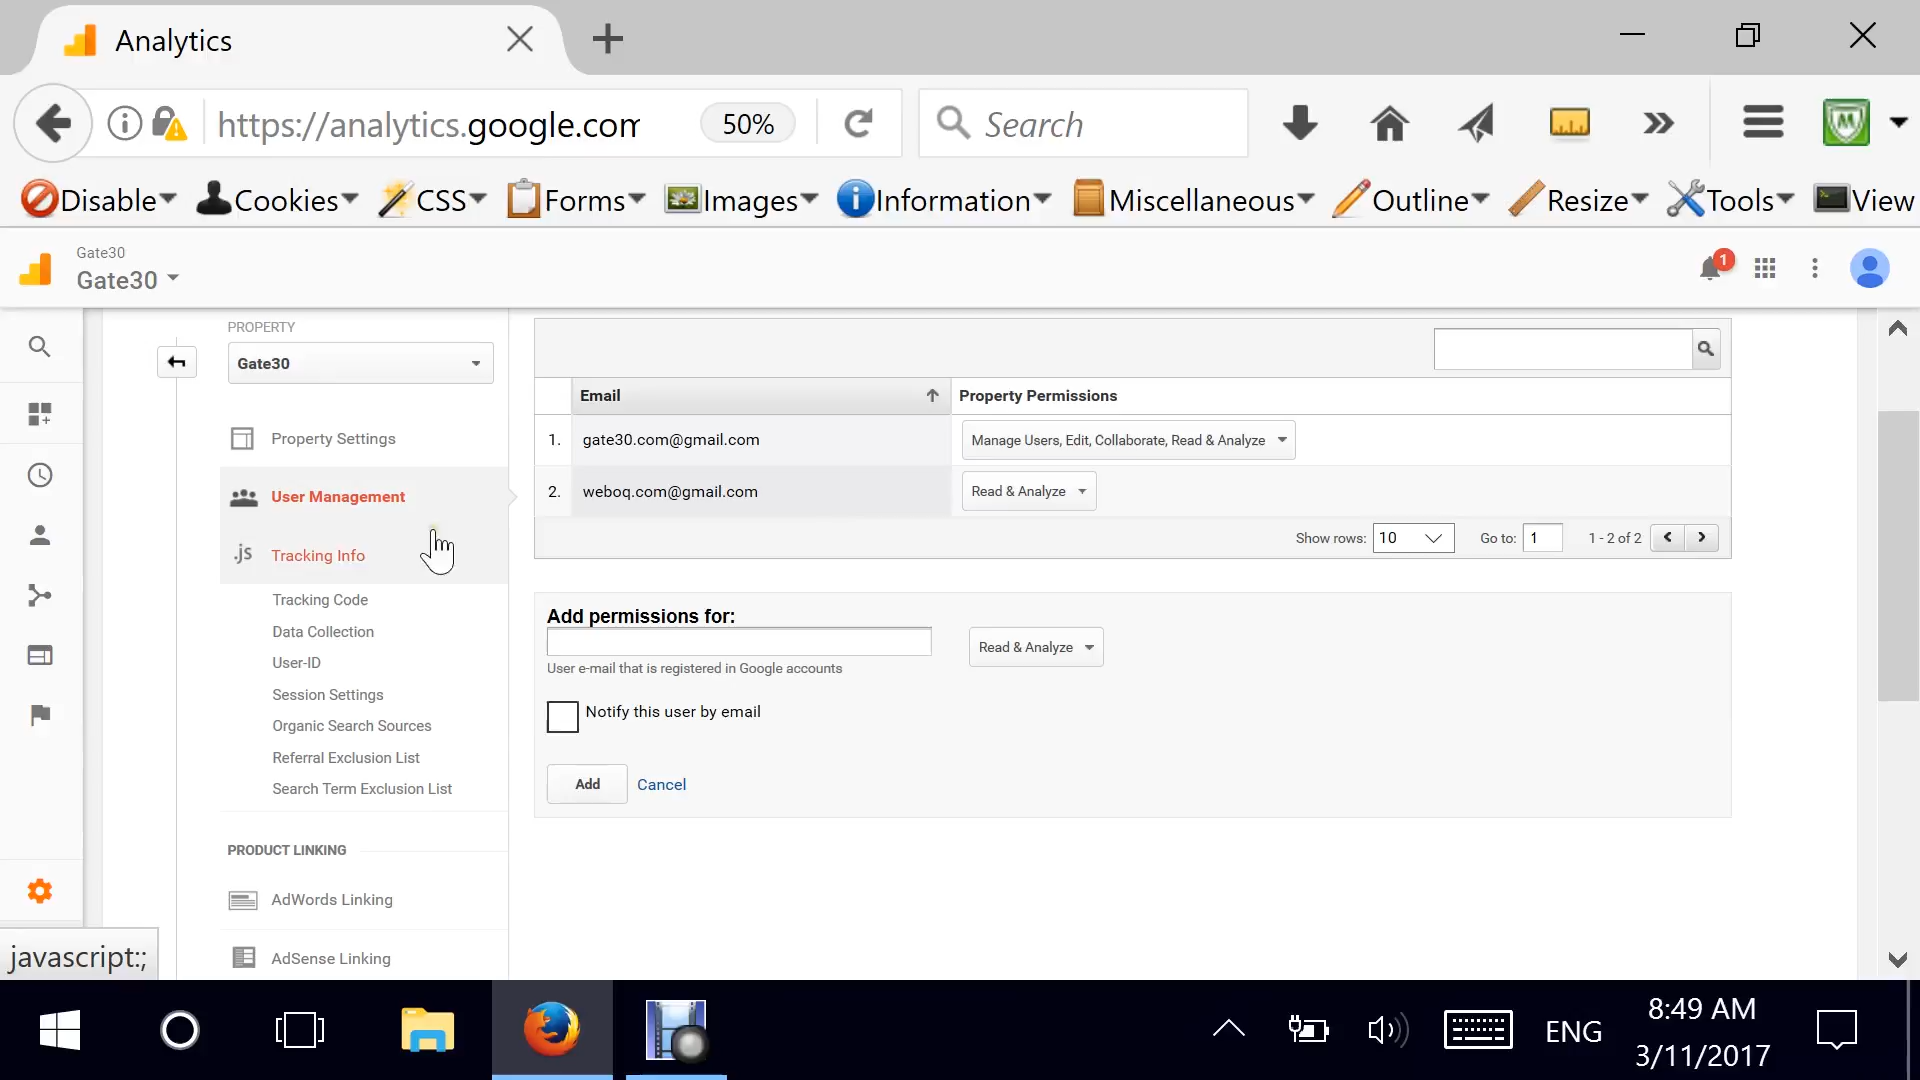 Analytics
https://analytics.google.com
50%
Search
Disable
Cookies
CSS
Forms
Images
Information
Miscellaneous
Outline
Resize
Tools
View
Gate30
Gate30
1
PROPERTY
Gate30
Property Settings
User Management
.js Tracking Info
Tracking Code
Data Collection
User-ID
Session Settings
Organic Search Sources
Referral Exclusion List
Search Term Exclusion List
PRODUCT LINKING
AdWords Linking
AdSense Linking
Email
Property Permissions
1. gate30.com@gmail.com Manage Users, Edit, Collaborate, Read & Analyze
2. weboq.com@gmail.com Read & Analyze
Show rows: 10 Go to: 1 1 - 2 of 2
Add permissions for:
Read & Analyze
User e-mail that is registered in Google accounts
Notify this user by email
Add Cancel
javascript:;
ENG
8:49 AM
3/11/2017